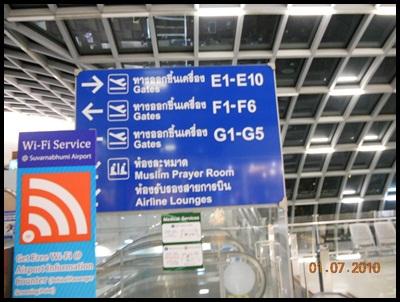 ทางออกขึ้นเครื่อง E1-E10
Gates
ทางออกขึ้นเครื่อง F1-F6
Gates
ทางออกขึ้นเครื่อง G1-G5
Gates
ห้องละหมาด
Muslim Prayer Room
ห้องรับรองสายการบิน
Airline Lounges
Wi-Fi Service
@ Suvarnabhumi Airport
Get Free Wi-Fi @
Airport Information
Counter
Medical Services
01.07.2010